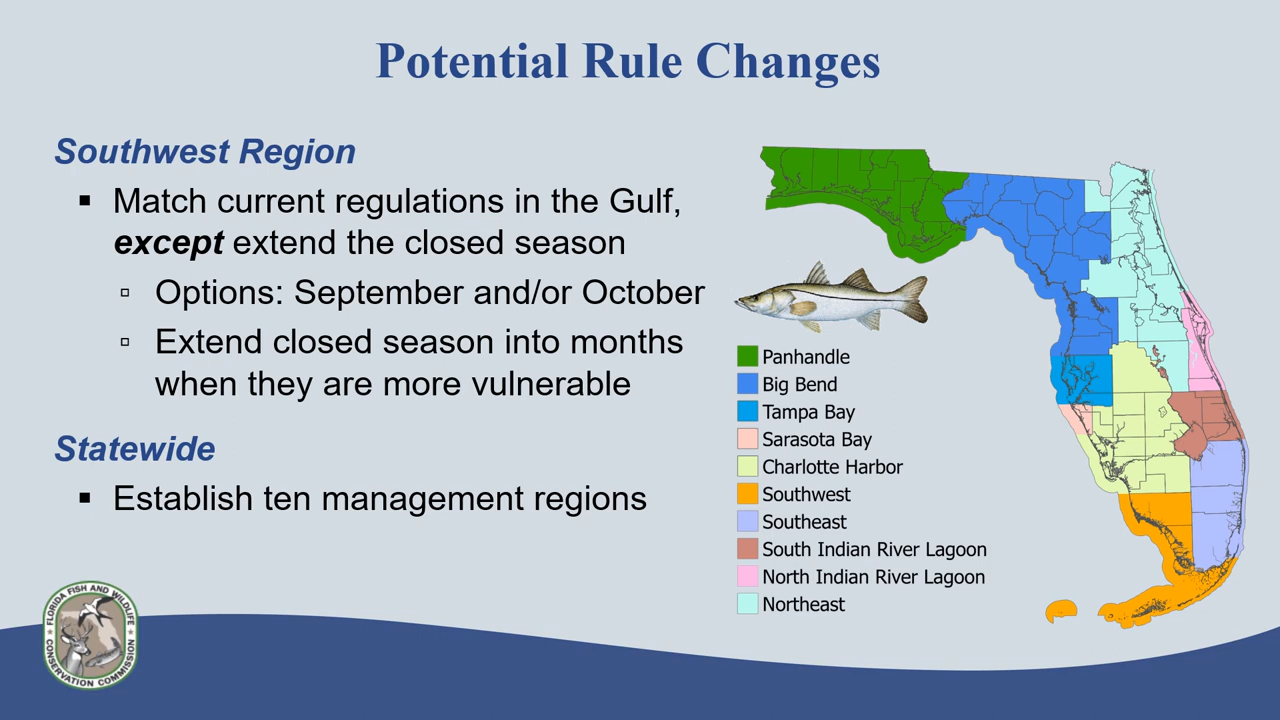 Potential Rule Changes
Southwest Region
▪ Match current regulations in the Gulf,
except extend the closed season
▫ Options: September and/or October
▫ Extend closed season into months
when they are more vulnerable
Statewide
▪ Establish ten management regions
Panhandle
Big Bend
Tampa Bay
Sarasota Bay
Charlotte Harbor
Southwest
Southeast
South Indian River Lagoon
North Indian River Lagoon
Northeast
FLORIDA FISH AND WILDLIFE
CONSERVATION COMMISSION